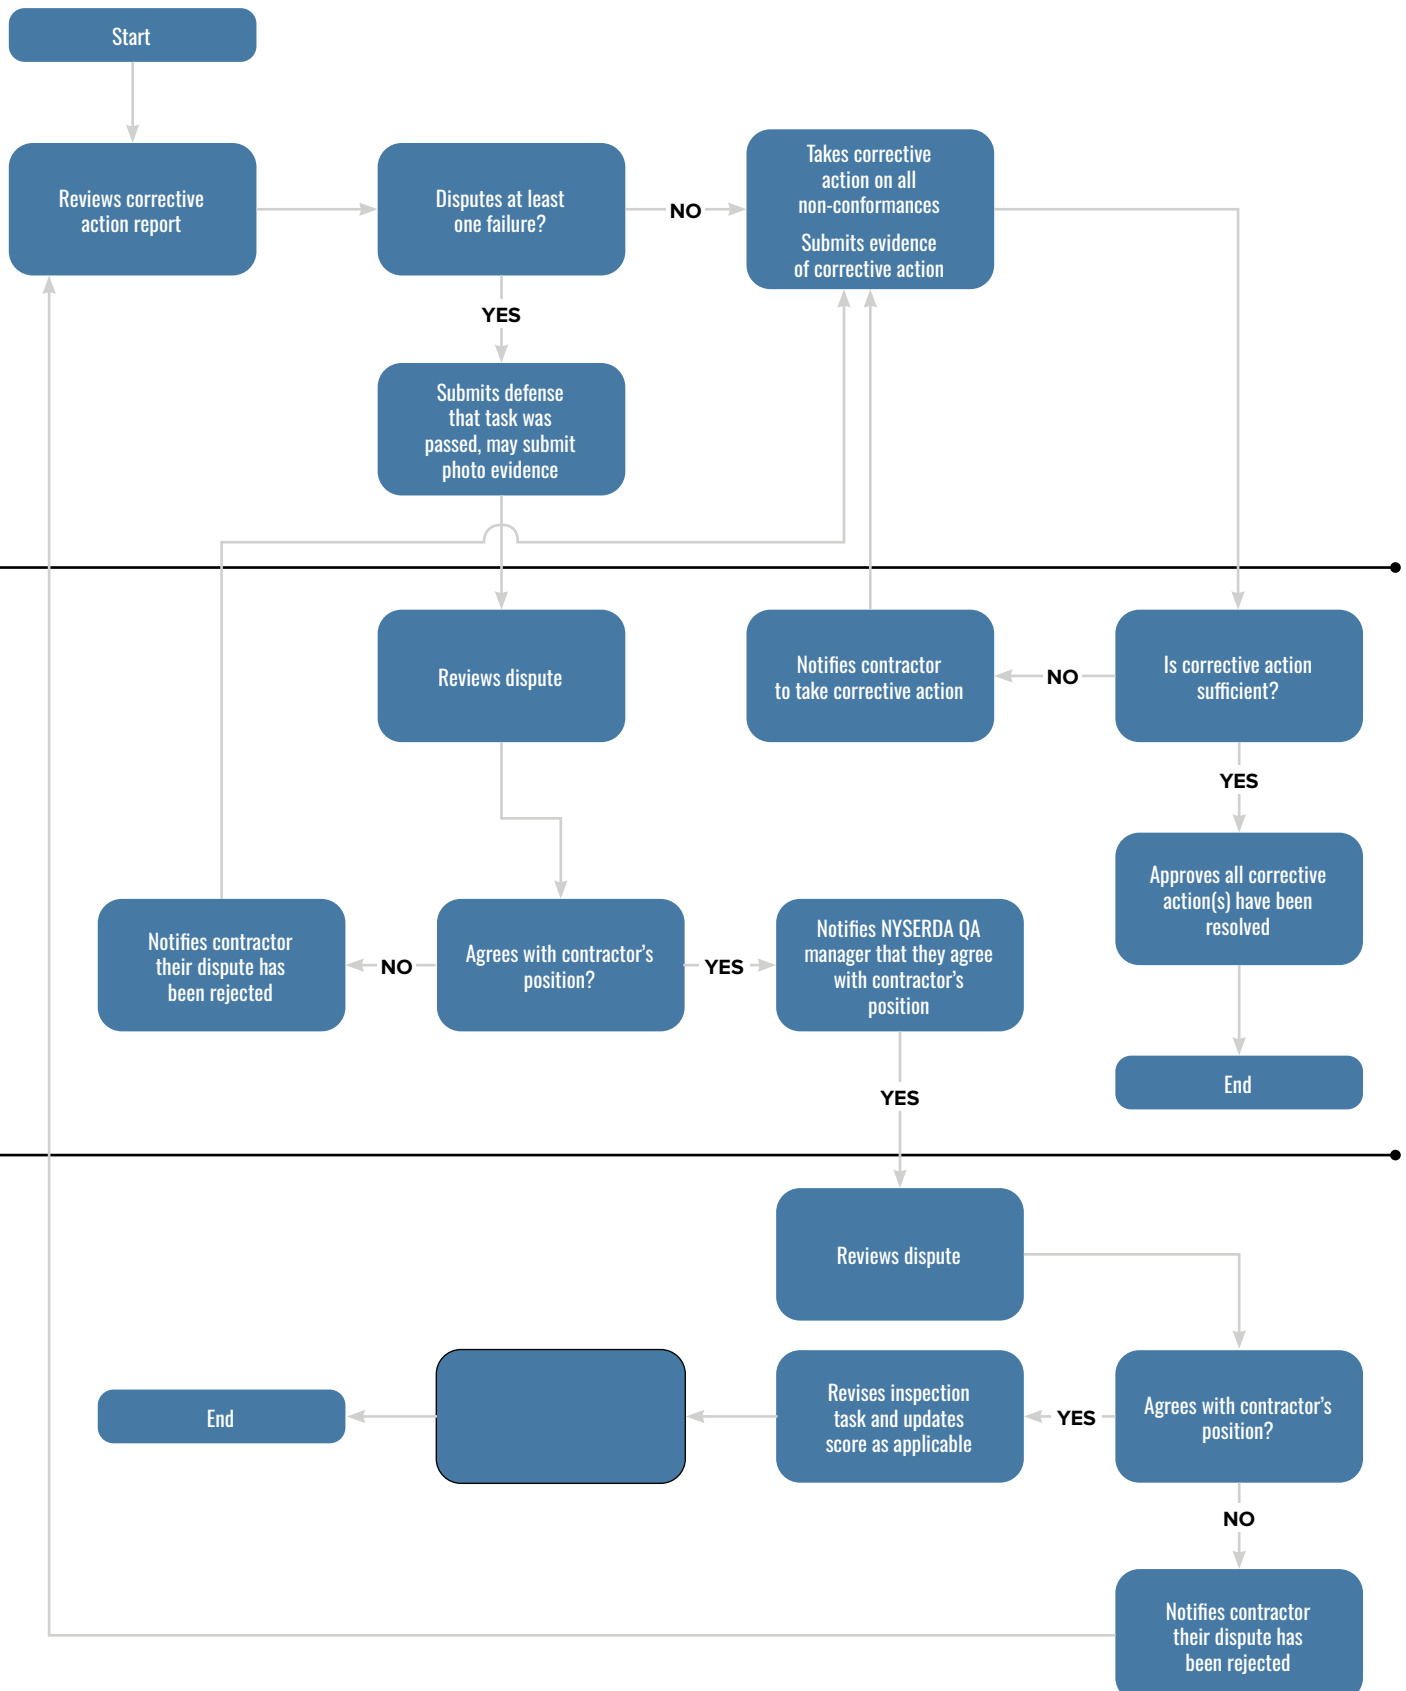 Start
Reviews corrective
action report
Disputes at least
one failure?
NO
Takes corrective
action on all
non-conformances
Submits evidence
of corrective action
YES
Submits defense
that task was
passed, may submit
photo evidence
Reviews dispute
Notifies contractor
to take corrective action
NO
Is corrective action
sufficient?
YES
Approves all corrective
action(s) have been
resolved
Notifies contractor
their dispute has
been rejected
NO
Agrees with contractor’s
position?
YES
Notifies NYSERDA QA
manager that they agree
with contractor’s
position
End
YES
Reviews dispute
End
Revises inspection
task and updates
score as applicable
YES
Agrees with contractor’s
position?
NO
Notifies contractor
their dispute has
been rejected